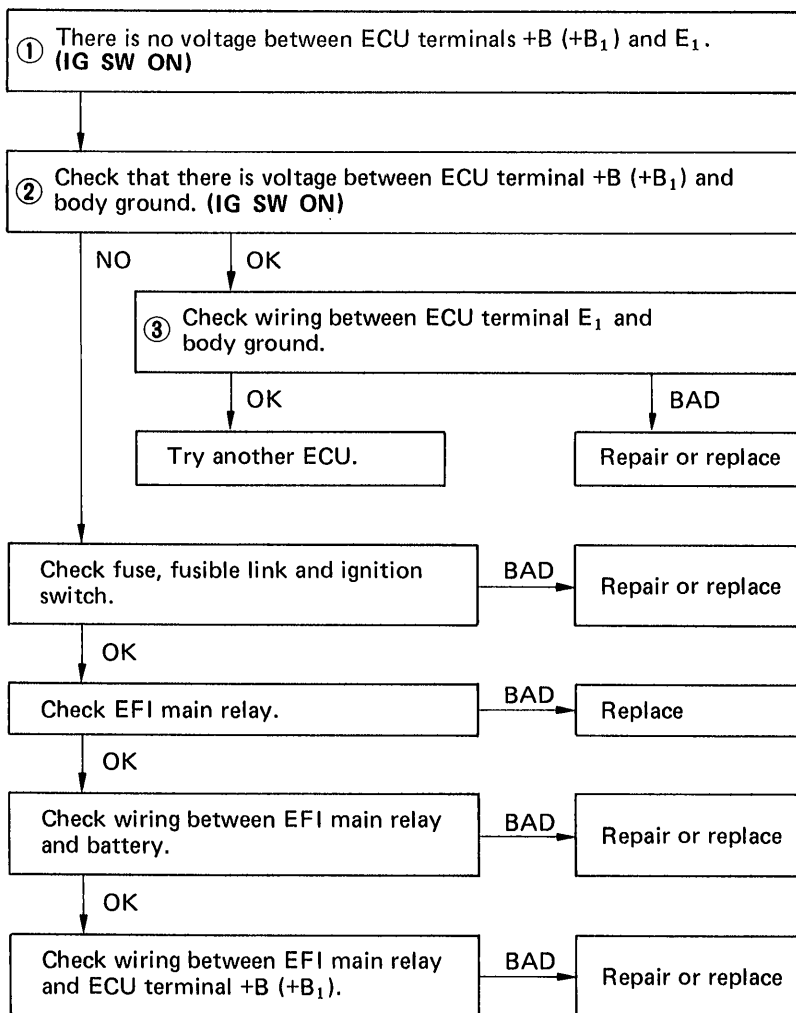 ① There is no voltage between ECU terminals +B (+B₁) and E₁.
(IG SW ON)
② Check that there is voltage between ECU terminal +B (+B₁) and
body ground. (IG SW ON)
NO
OK
③ Check wiring between ECU terminal E₁ and
body ground.
OK
BAD
Try another ECU.
Repair or replace
Check fuse, fusible link and ignition
switch.
BAD
Repair or replace
OK
Check EFI main relay.
BAD
Replace
OK
Check wiring between EFI main relay
and battery.
BAD
Repair or replace
OK
Check wiring between EFI main relay
and ECU terminal +B (+B₁).
BAD
Repair or replace